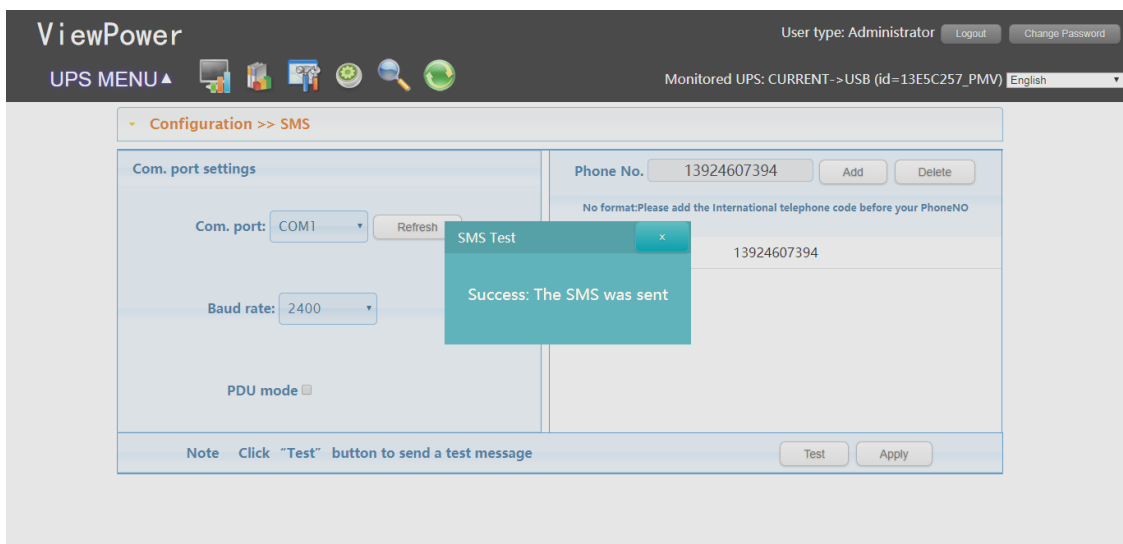 ViewPower
User type: Administrator Logout Change Password
UPS MENU▲
Monitored UPS: CURRENT->USB (id=13E5C257_PMV) English
Configuration >> SMS
Com. port settings
Com. port: COM1 Refresh
Baud rate: 2400
PDU mode
Phone No. 13924607394 Add Delete
No format:Please add the International telephone code before your PhoneNO
13924607394
SMS Test x
Success: The SMS was sent
Note Click "Test" button to send a test message
Test Apply